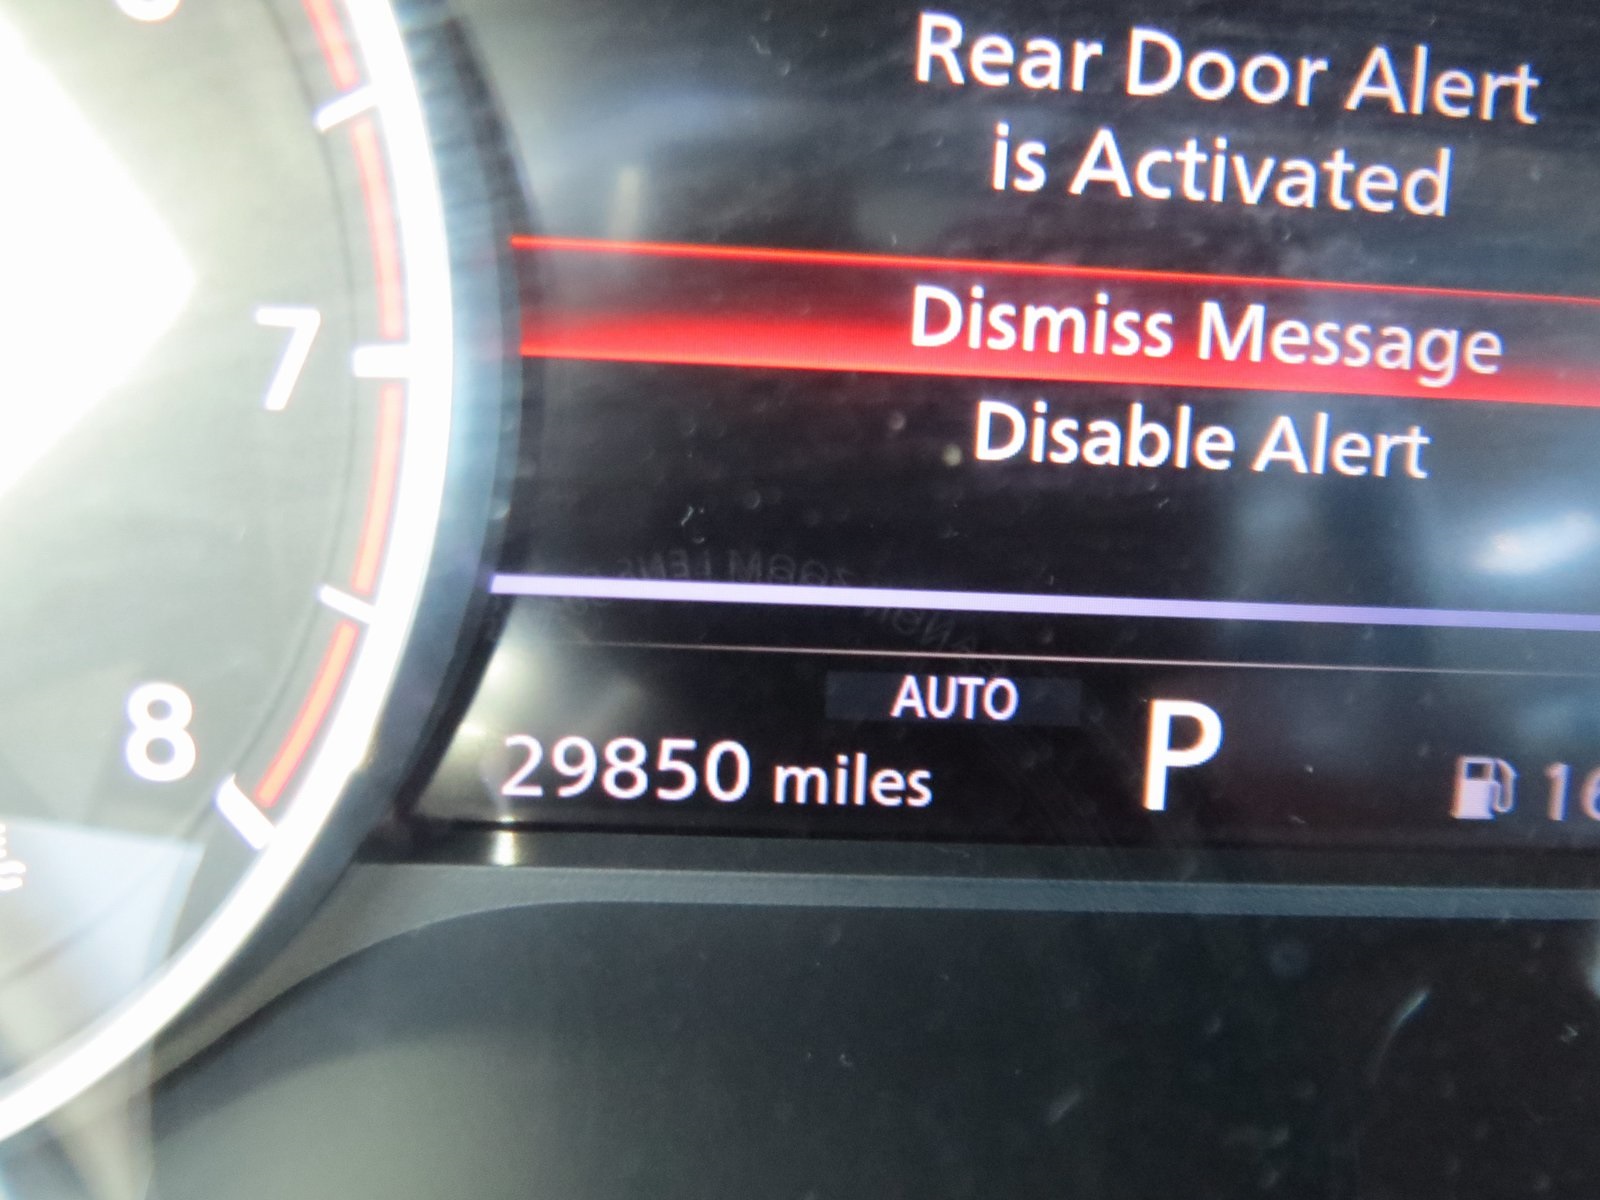 Rear Door Alert
is Activated
Dismiss Message
Disable Alert
7
8
AUTO
29850 miles
P